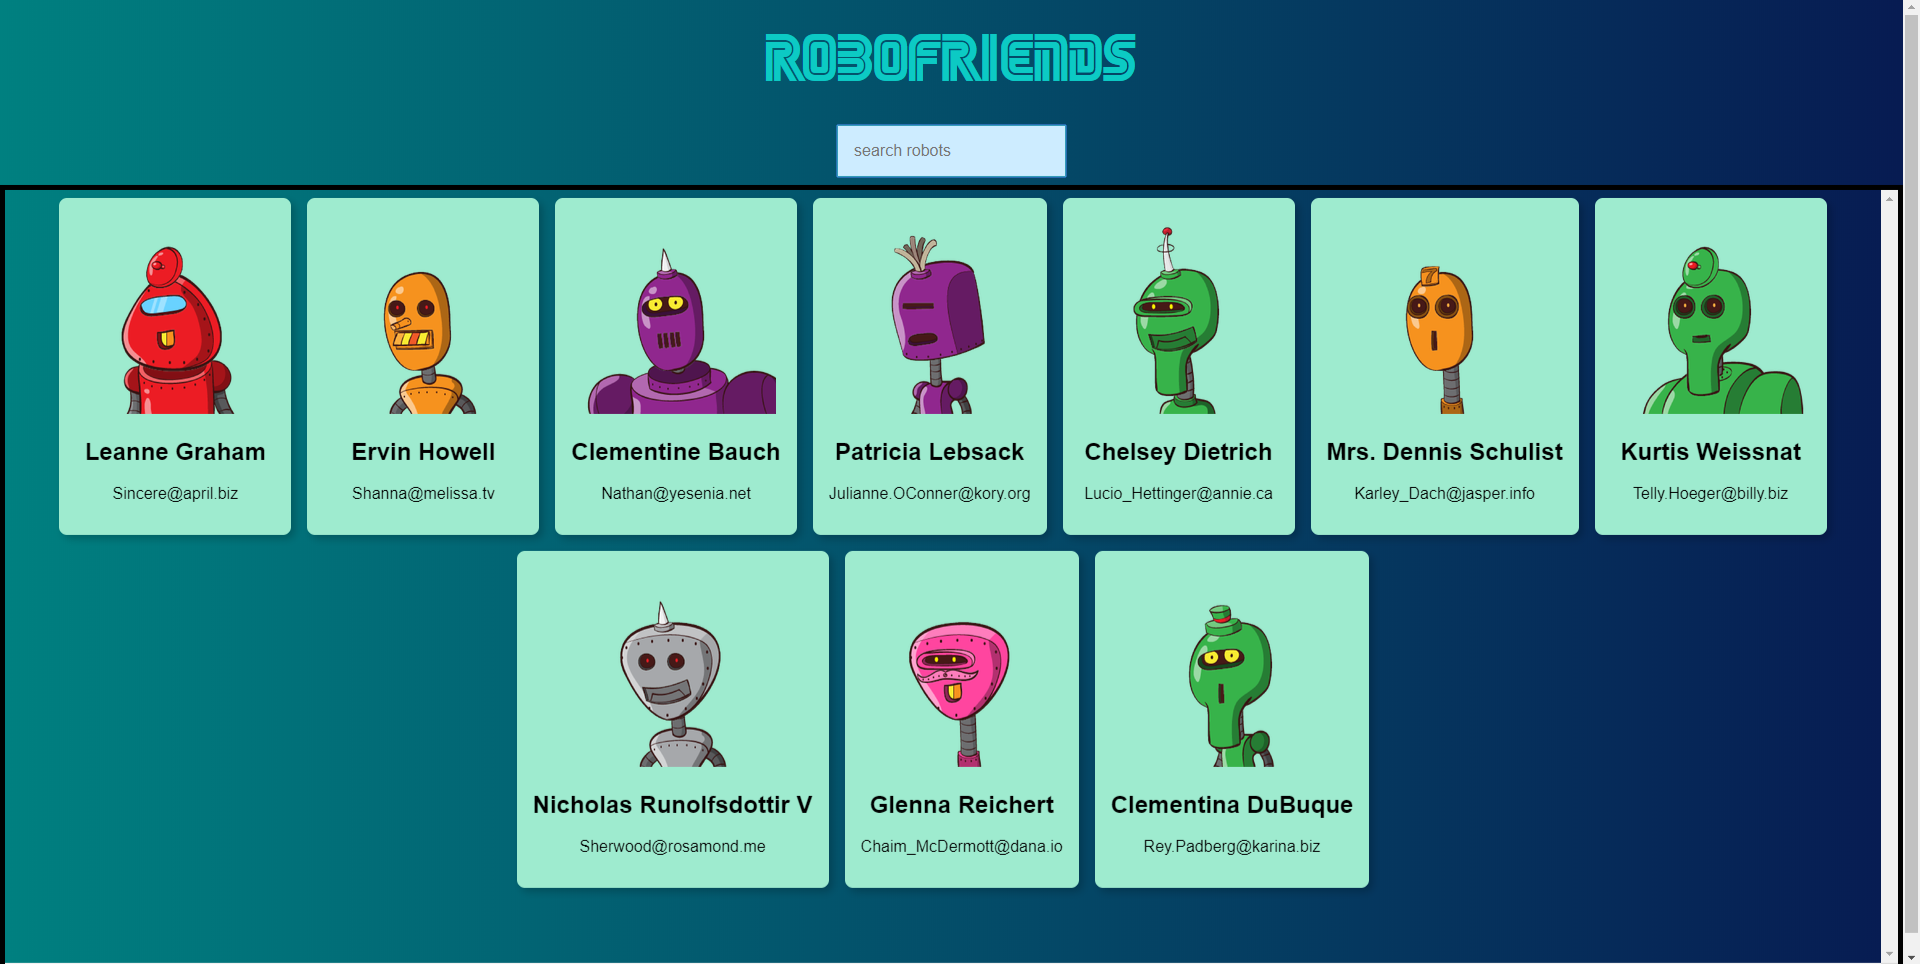 ROBOFRIENDS
search robots
7
Leanne Graham
Sincere@april.biz
Ervin Howell
Shanna@melissa.tv
Clementine Bauch
Nathan@yesenia.net
Patricia Lebsack
Julianne.OConner@kory.org
Chelsey Dietrich
Lucio_Hettinger@annie.ca
Mrs. Dennis Schulist
Karley_Dach@jasper.info
Kurtis Weissnat
Telly.Hoeger@billy.biz
Nicholas Runolfsdottir V
Sherwood@rosamond.me
Glenna Reichert
Chaim_McDermott@dana.io
Clementina DuBuque
Rey.Padberg@karina.biz